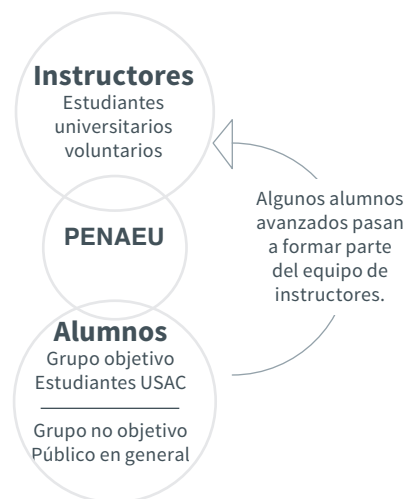 Instructores
Estudiantes
universitarios
voluntarios
PENAEU
Algunos alumnos
avanzados pasan
a formar parte
del equipo de
instructores.
Alumnos
Grupo objetivo
Estudiantes USAC
Grupo no objetivo
Público en general